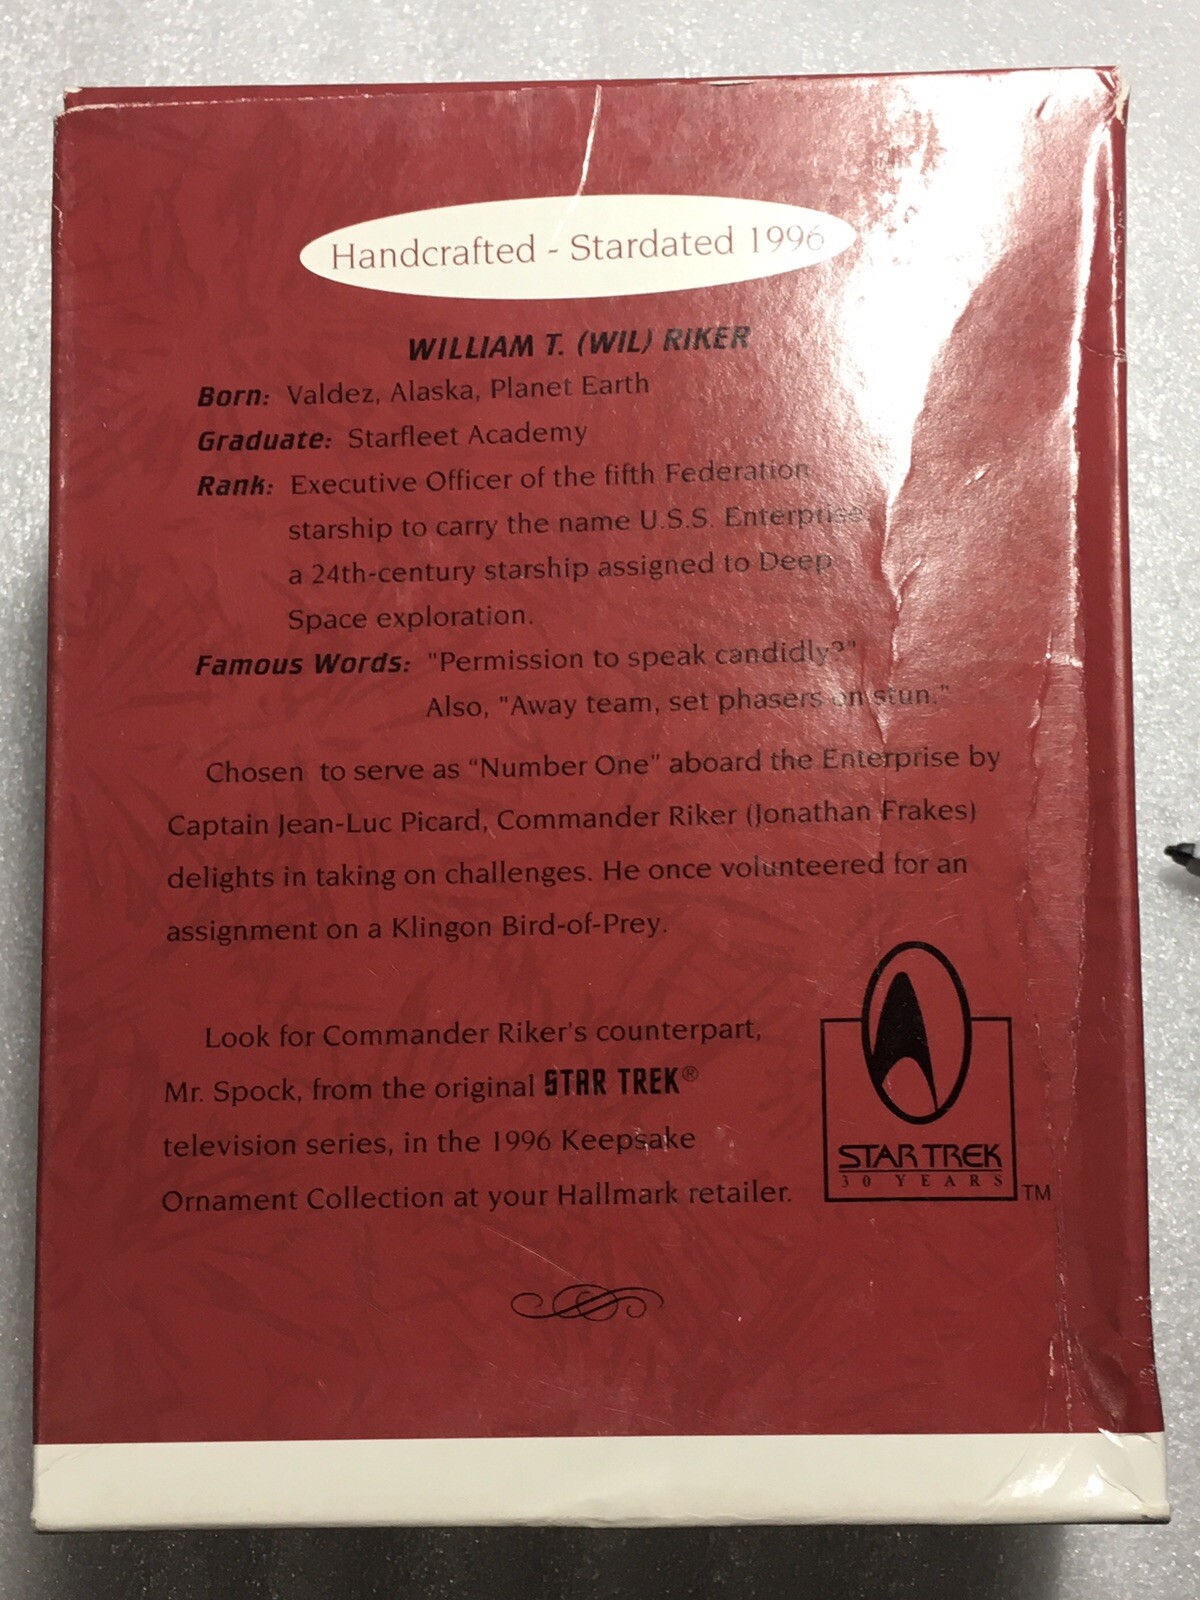 Handcrafted - Stardated 1996
WILLIAM T. (WIL) RIKER
Born: Valdez, Alaska, Planet Earth
Graduate: Starfleet Academy
Rank: Executive Officer of the fifth Federation
starship to carry the name U.S.S. Enterprise,
a 24th-century starship assigned to Deep
Space exploration.
Famous Words: "Permission to speak candidly?"
Also, "Away team, set phasers on stun."
Chosen to serve as “Number One” aboard the Enterprise by
Captain Jean-Luc Picard, Commander Riker (Jonathan Frakes)
delights in taking on challenges. He once volunteered for an
assignment on a Klingon Bird-of-Prey.
Look for Commander Riker's counterpart,
Mr. Spock, from the original STAR TREK®
television series, in the 1996 Keepsake
Ornament Collection at your Hallmark retailer.
STAR TREK
30 YEARS TM